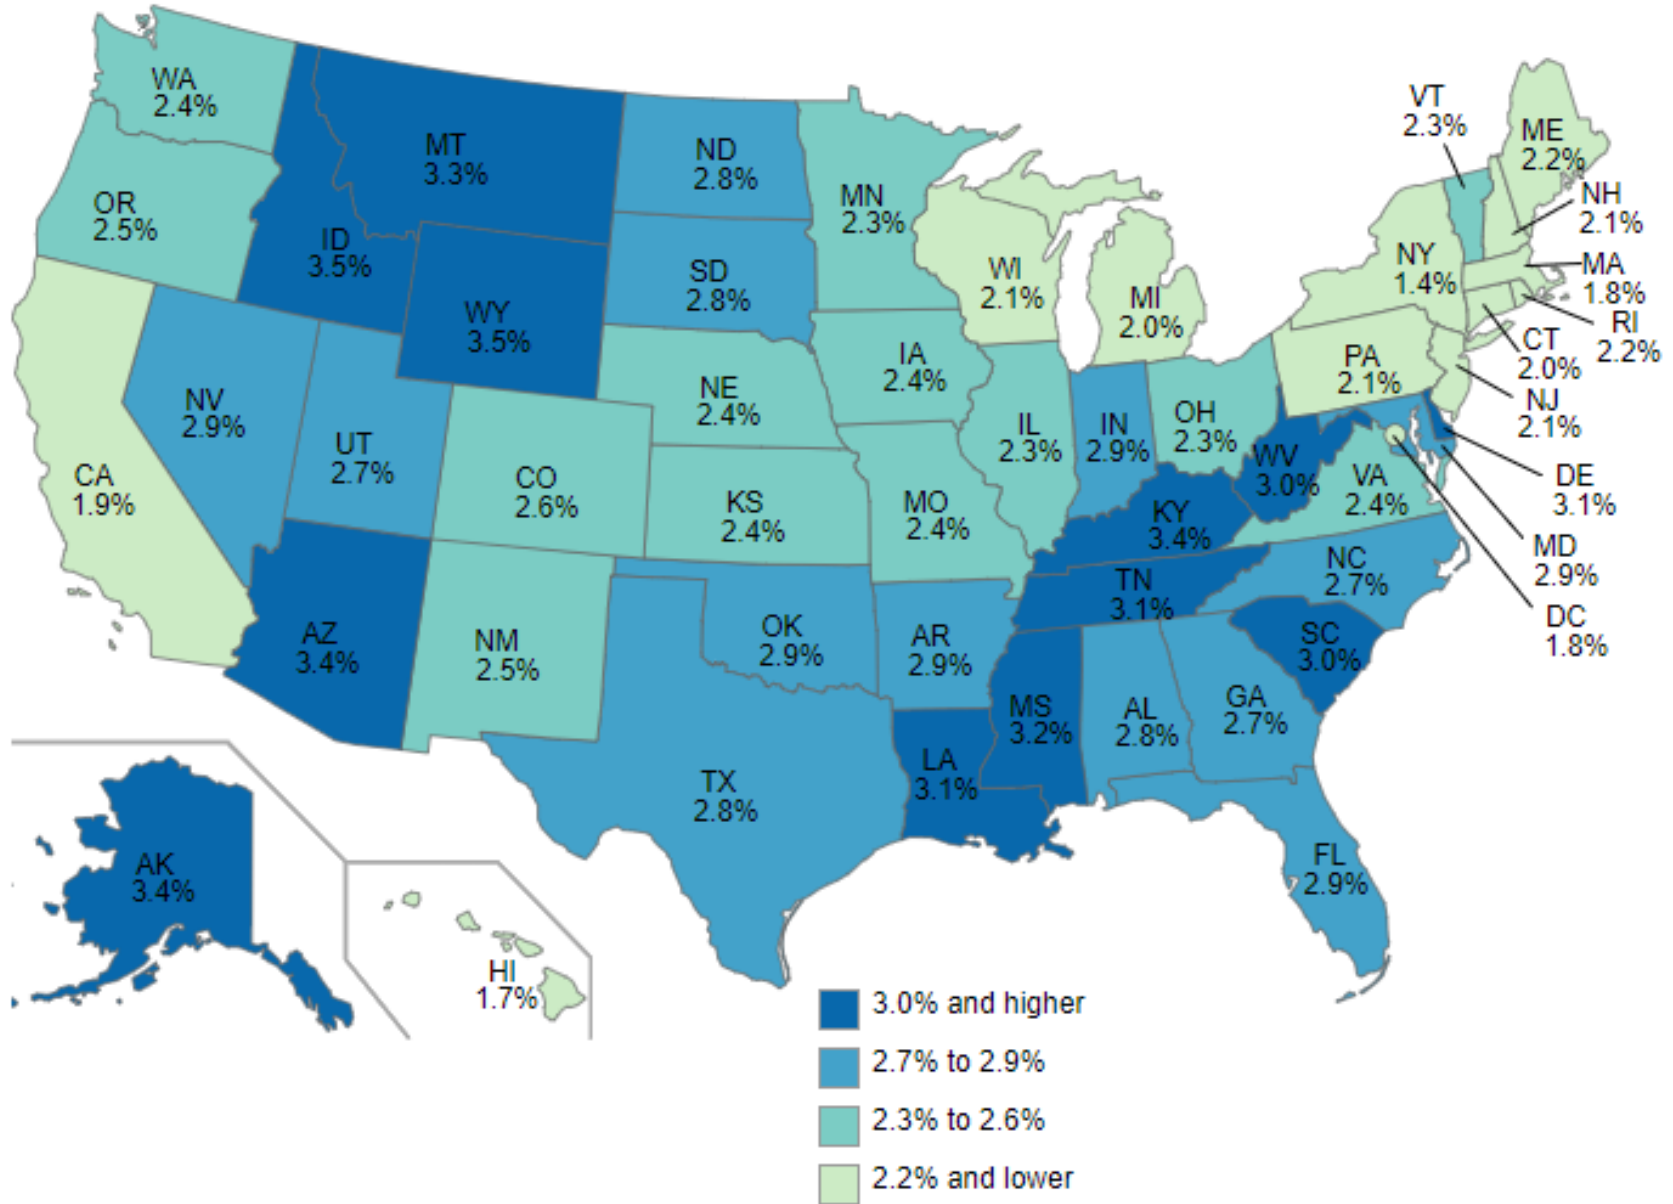 WA
2.4%
OR
2.5%
CA
1.9%
ID
3.5%
MT
3.3%
WY
3.5%
NV
2.9%
UT
2.7%
AZ
3.4%
CO
2.6%
NM
2.5%
ND
2.8%
SD
2.8%
NE
2.4%
KS
2.4%
OK
2.9%
TX
2.8%
MN
2.3%
IA
2.4%
MO
2.4%
AR
2.9%
LA
3.1%
WI
2.1%
IL
2.3%
MI
2.0%
IN
2.9%
OH
2.3%
KY
3.4%
TN
3.1%
MS
3.2%
AL
2.8%
GA
2.7%
FL
2.9%
SC
3.0%
NC
2.7%
VA
2.4%
WV
3.0%
PA
2.1%
NY
1.4%
VT
2.3%
ME
2.2%
NH
2.1%
MA
1.8%
RI
2.2%
CT
2.0%
NJ
2.1%
DE
3.1%
MD
2.9%
DC
1.8%
AK
3.4%
HI
1.7%
3.0% and higher
2.7% to 2.9%
2.3% to 2.6%
2.2% and lower